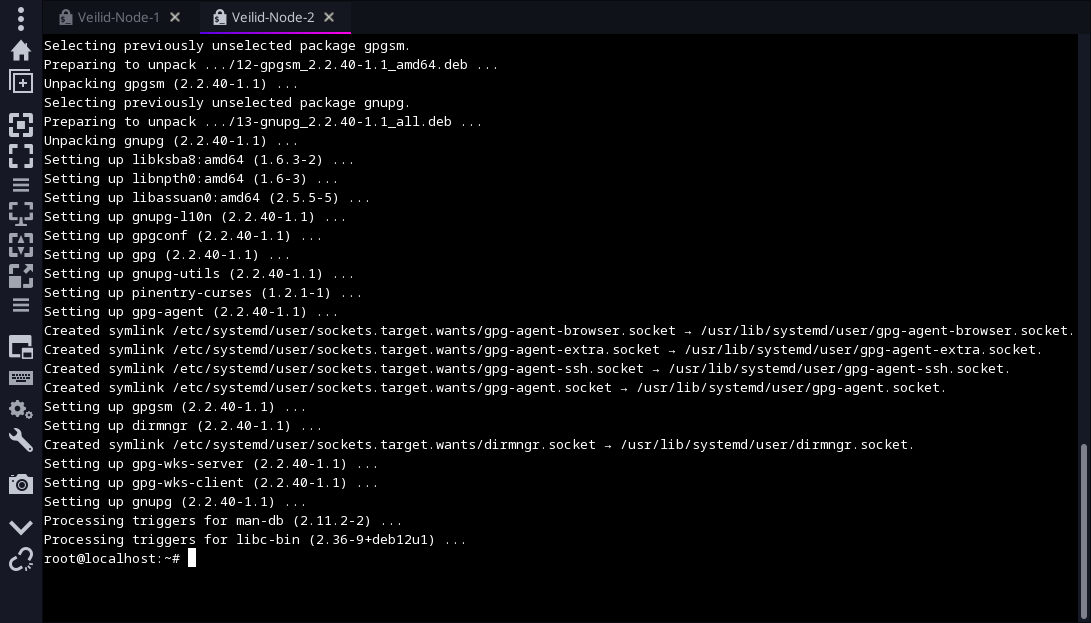 Veilid-Node-1
Veilid-Node-2
Selecting previously unselected package gpgsm.
Preparing to unpack .../12-gpgsm_2.2.40-1.1_amd64.deb ...
Unpacking gpgsm (2.2.40-1.1) ...
Selecting previously unselected package gnupg.
Preparing to unpack .../13-gnupg_2.2.40-1.1_all.deb ...
Unpacking gnupg (2.2.40-1.1) ...
Setting up libksba8:amd64 (1.6.3-2) ...
Setting up libnpth0:amd64 (1.6-3) ...
Setting up libassuan0:amd64 (2.5.5-5) ...
Setting up gnupg-l10n (2.2.40-1.1) ...
Setting up gpgconf (2.2.40-1.1) ...
Setting up gpg (2.2.40-1.1) ...
Setting up gnupg-utils (2.2.40-1.1) ...
Setting up pinentry-curses (1.2.1-1) ...
Setting up gpg-agent (2.2.40-1.1) ...
Created symlink /etc/systemd/user/sockets.target.wants/gpg-agent-browser.socket → /usr/lib/systemd/user/gpg-agent-browser.socket.
Created symlink /etc/systemd/user/sockets.target.wants/gpg-agent-extra.socket → /usr/lib/systemd/user/gpg-agent-extra.socket.
Created symlink /etc/systemd/user/sockets.target.wants/gpg-agent-ssh.socket → /usr/lib/systemd/user/gpg-agent-ssh.socket.
Created symlink /etc/systemd/user/sockets.target.wants/gpg-agent.socket → /usr/lib/systemd/user/gpg-agent.socket.
Setting up gpgsm (2.2.40-1.1) ...
Setting up dirmngr (2.2.40-1.1) ...
Created symlink /etc/systemd/user/sockets.target.wants/dirmngr.socket → /usr/lib/systemd/user/dirmngr.socket.
Setting up gpg-wks-server (2.2.40-1.1) ...
Setting up gpg-wks-client (2.2.40-1.1) ...
Setting up gnupg (2.2.40-1.1) ...
Processing triggers for man-db (2.11.2-2) ...
Processing triggers for libc-bin (2.36-9+deb12u1) ...
root@localhost:~#